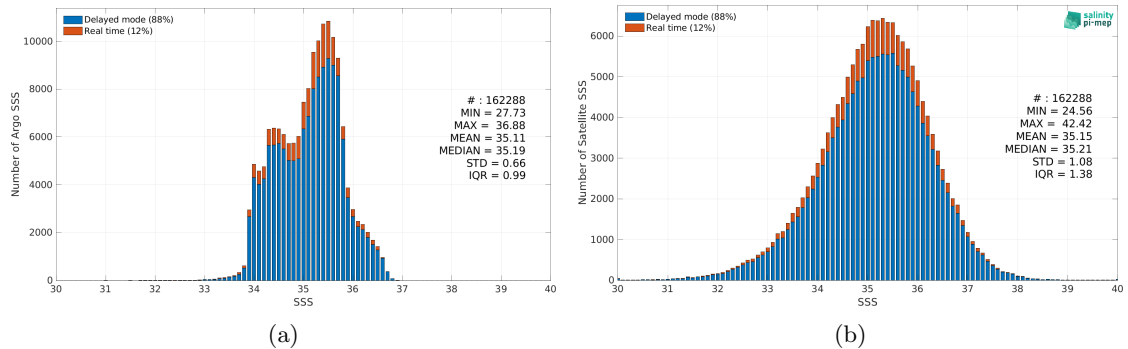 Delayed mode (88%)
Real time (12%)
Number of Argo SSS
10000
8000
6000
4000
2000
0
# : 162288
MIN = 27.73
MAX = 36.88
MEAN = 35.11
MEDIAN = 35.19
STD = 0.66
IQR = 0.99
30 31 32 33 34 35 36 37 38 39 40
SSS
(a)
Delayed mode (88%)
Real time (12%)
salinity
pi-mep
Number of Satellite SSS
6000
5000
4000
3000
2000
1000
0
# : 162288
MIN = 24.56
MAX = 42.42
MEAN = 35.15
MEDIAN = 35.21
STD = 1.08
IQR = 1.38
30 31 32 33 34 35 36 37 38 39 40
SSS
(b)